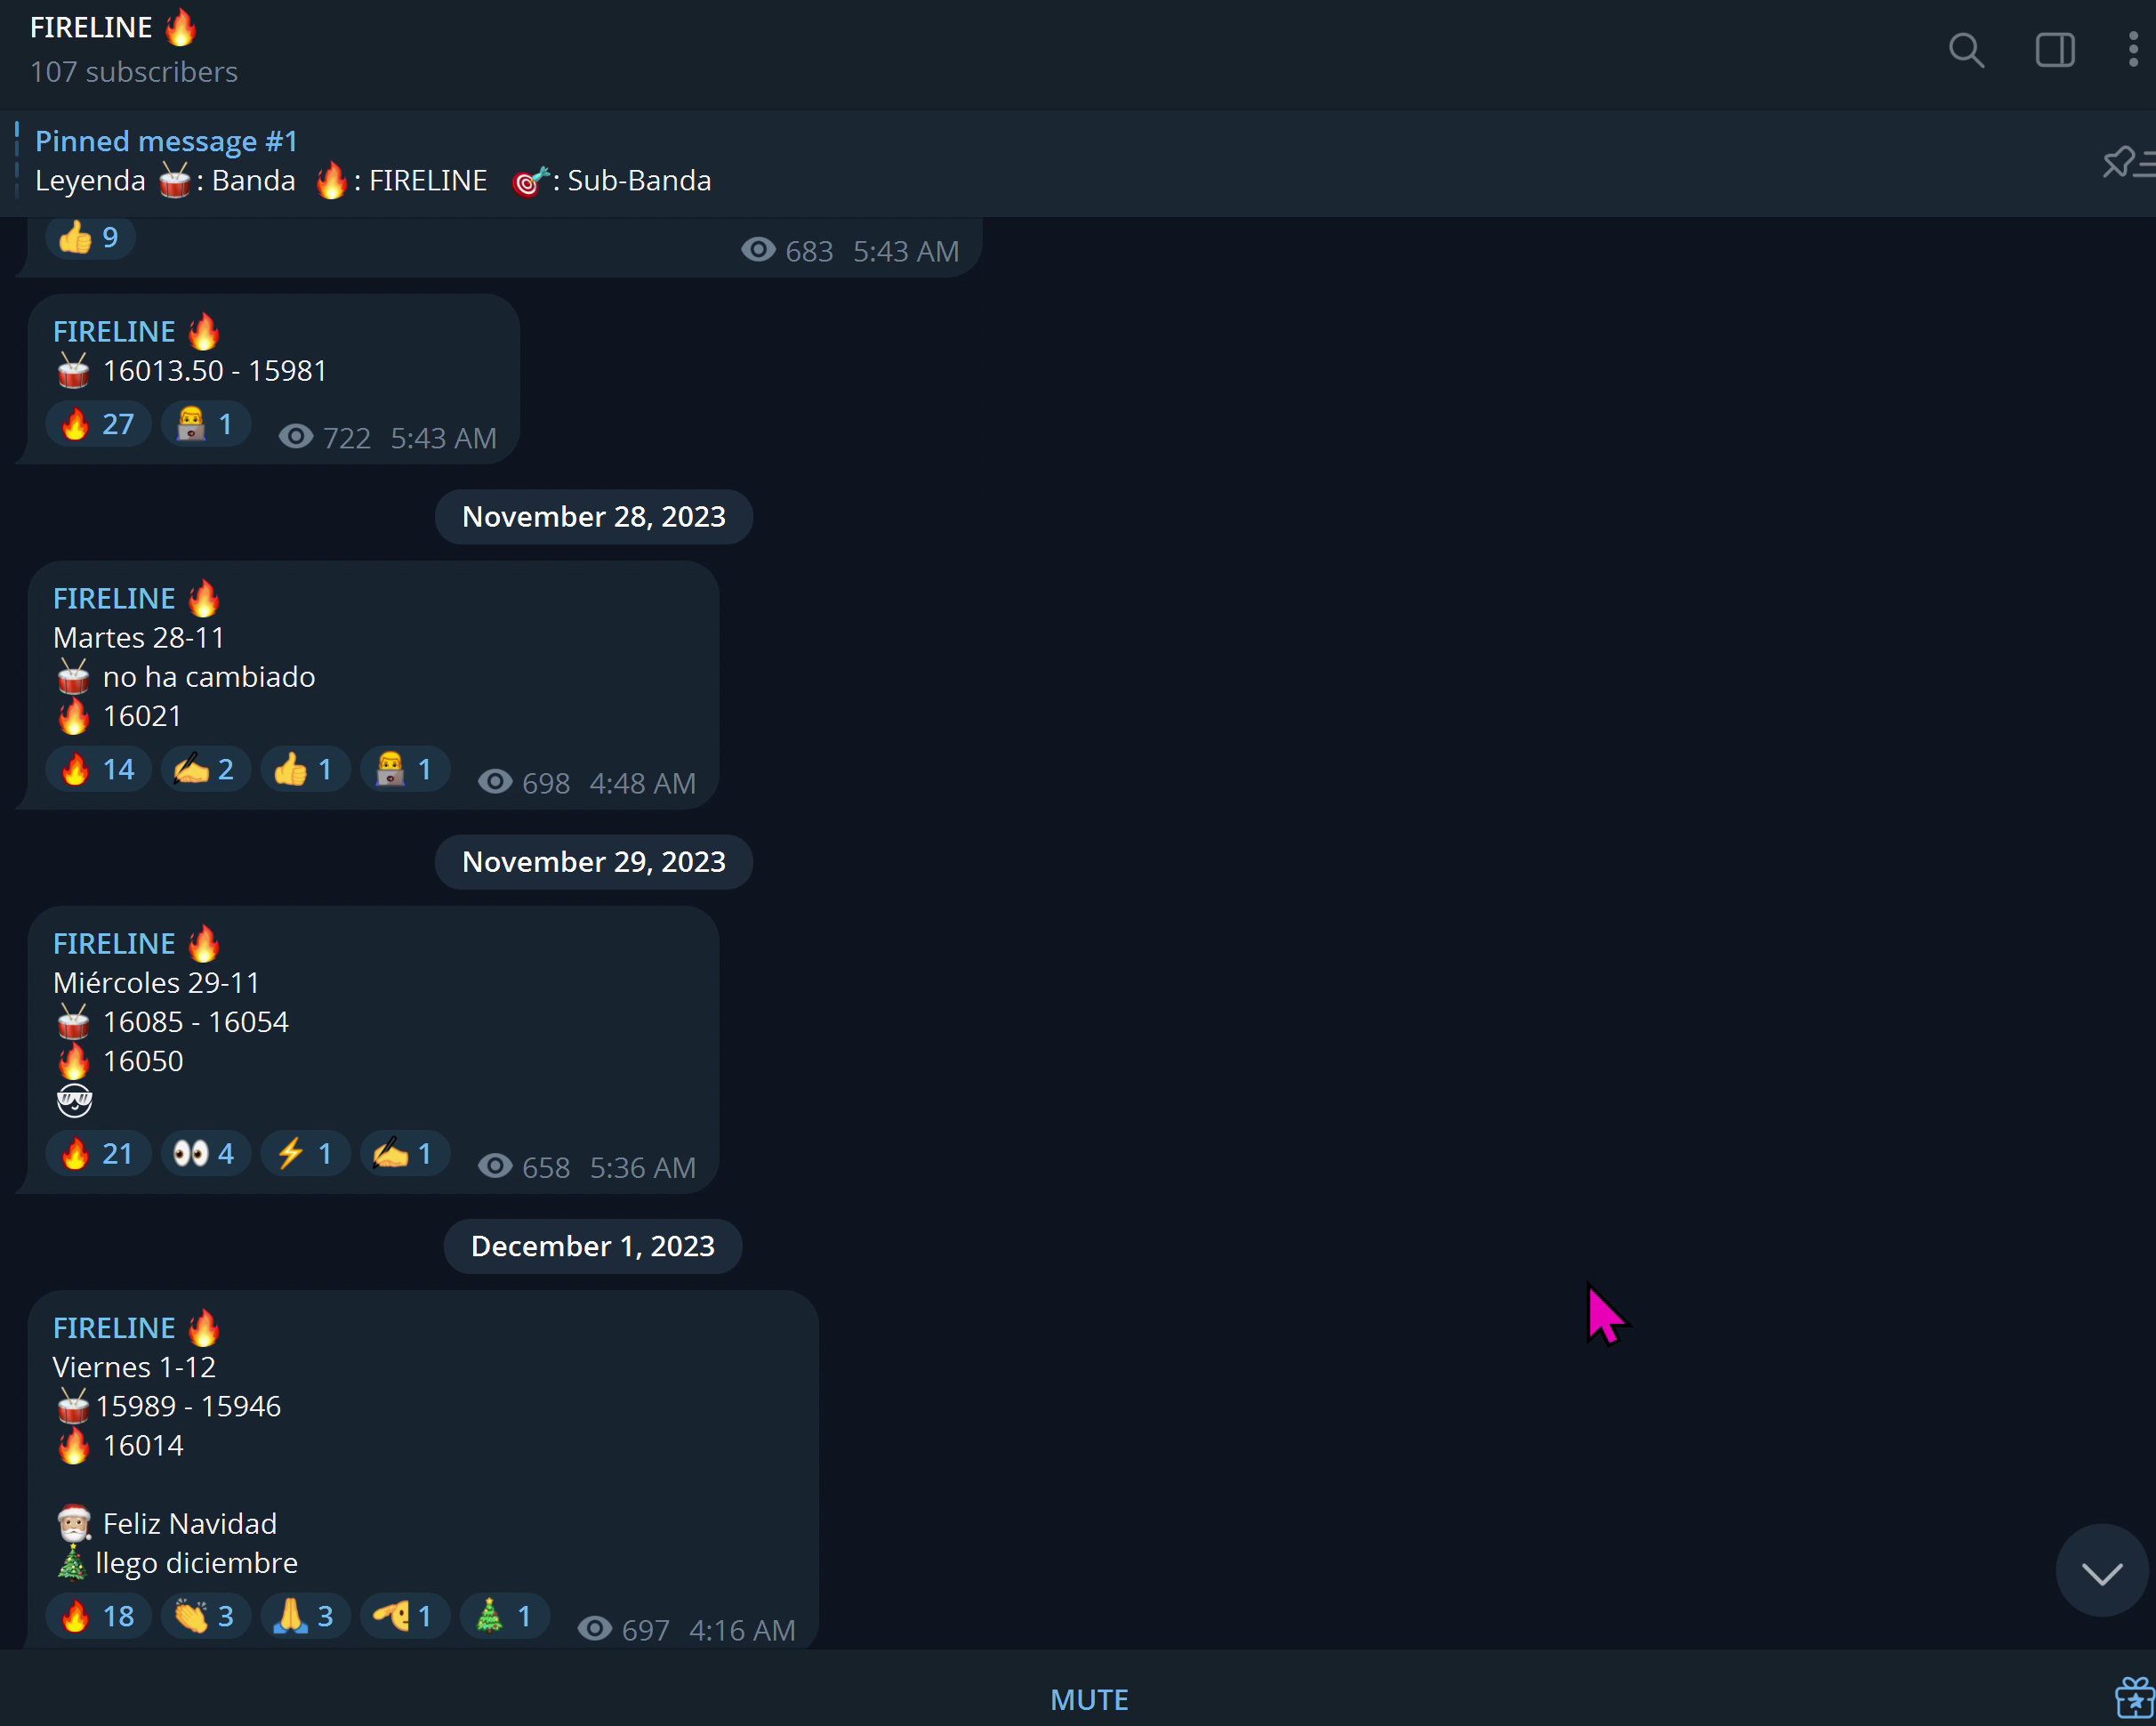 FIRELINE 🔥
107 subscribers
Pinned message #1
Leyenda 🥁: Banda 🔥: FIRELINE 🎯: Sub-Banda
👍 9 683 5:43 AM
FIRELINE 🔥
🥁 16013.50 - 15981
🔥 27 👨‍💻 1 722 5:43 AM
November 28, 2023
FIRELINE 🔥
Martes 28-11
🥁 no ha cambiado
🔥 16021
🔥 14 ✍ 2 👍 1 👨‍💻 1 698 4:48 AM
November 29, 2023
FIRELINE 🔥
Miércoles 29-11
🥁 16085 - 16054
🔥 16050
😎
🔥 21 👀 4 ⚡ 1 ✍ 1 658 5:36 AM
December 1, 2023
FIRELINE 🔥
Viernes 1-12
🥁15989 - 15946
🔥 16014
🎅 Feliz Navidad
🎄llego diciembre
🔥 18 👏 3 🙏 3 🫡 1 🎄 1 697 4:16 AM
MUTE